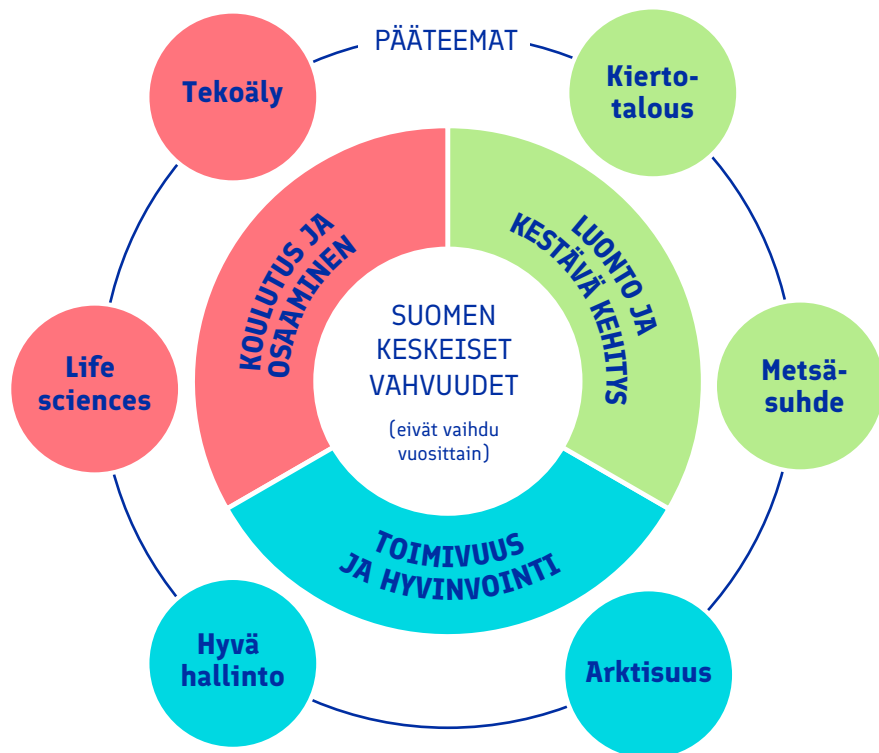 PÄÄTEEMAT
Tekoäly
Kierto-
talous
KOULUTUS JA
OSAAMINEN
LUONTO JA
KESTÄVÄ KEHITYS
SUOMEN
KESKEISET
VAHVUUDET
(eivät vaihdu
vuosittain)
Life
sciences
Metsä-
suhde
TOIMIVUUS
JA HYVINVOINTI
Hyvä
hallinto
Arktisuus